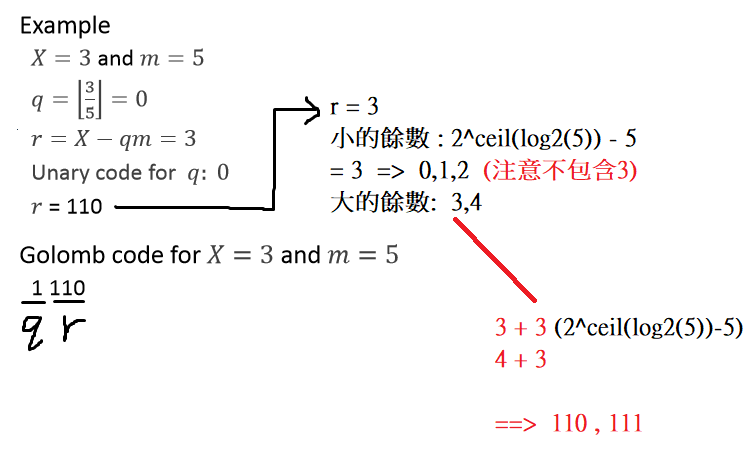 Example
X = 3 and m = 5
q = ⌊3/5⌋ = 0
r = X − qm = 3
Unary code for q: 0
r = 110
Golomb code for X = 3 and m = 5
1 110
q r
r = 3
小的餘數 : 2^ceil(log2(5)) - 5
= 3 => 0,1,2 (注意不包含3)
大的餘數: 3,4
3 + 3 (2^ceil(log2(5))-5)
4 + 3
==> 110 , 111